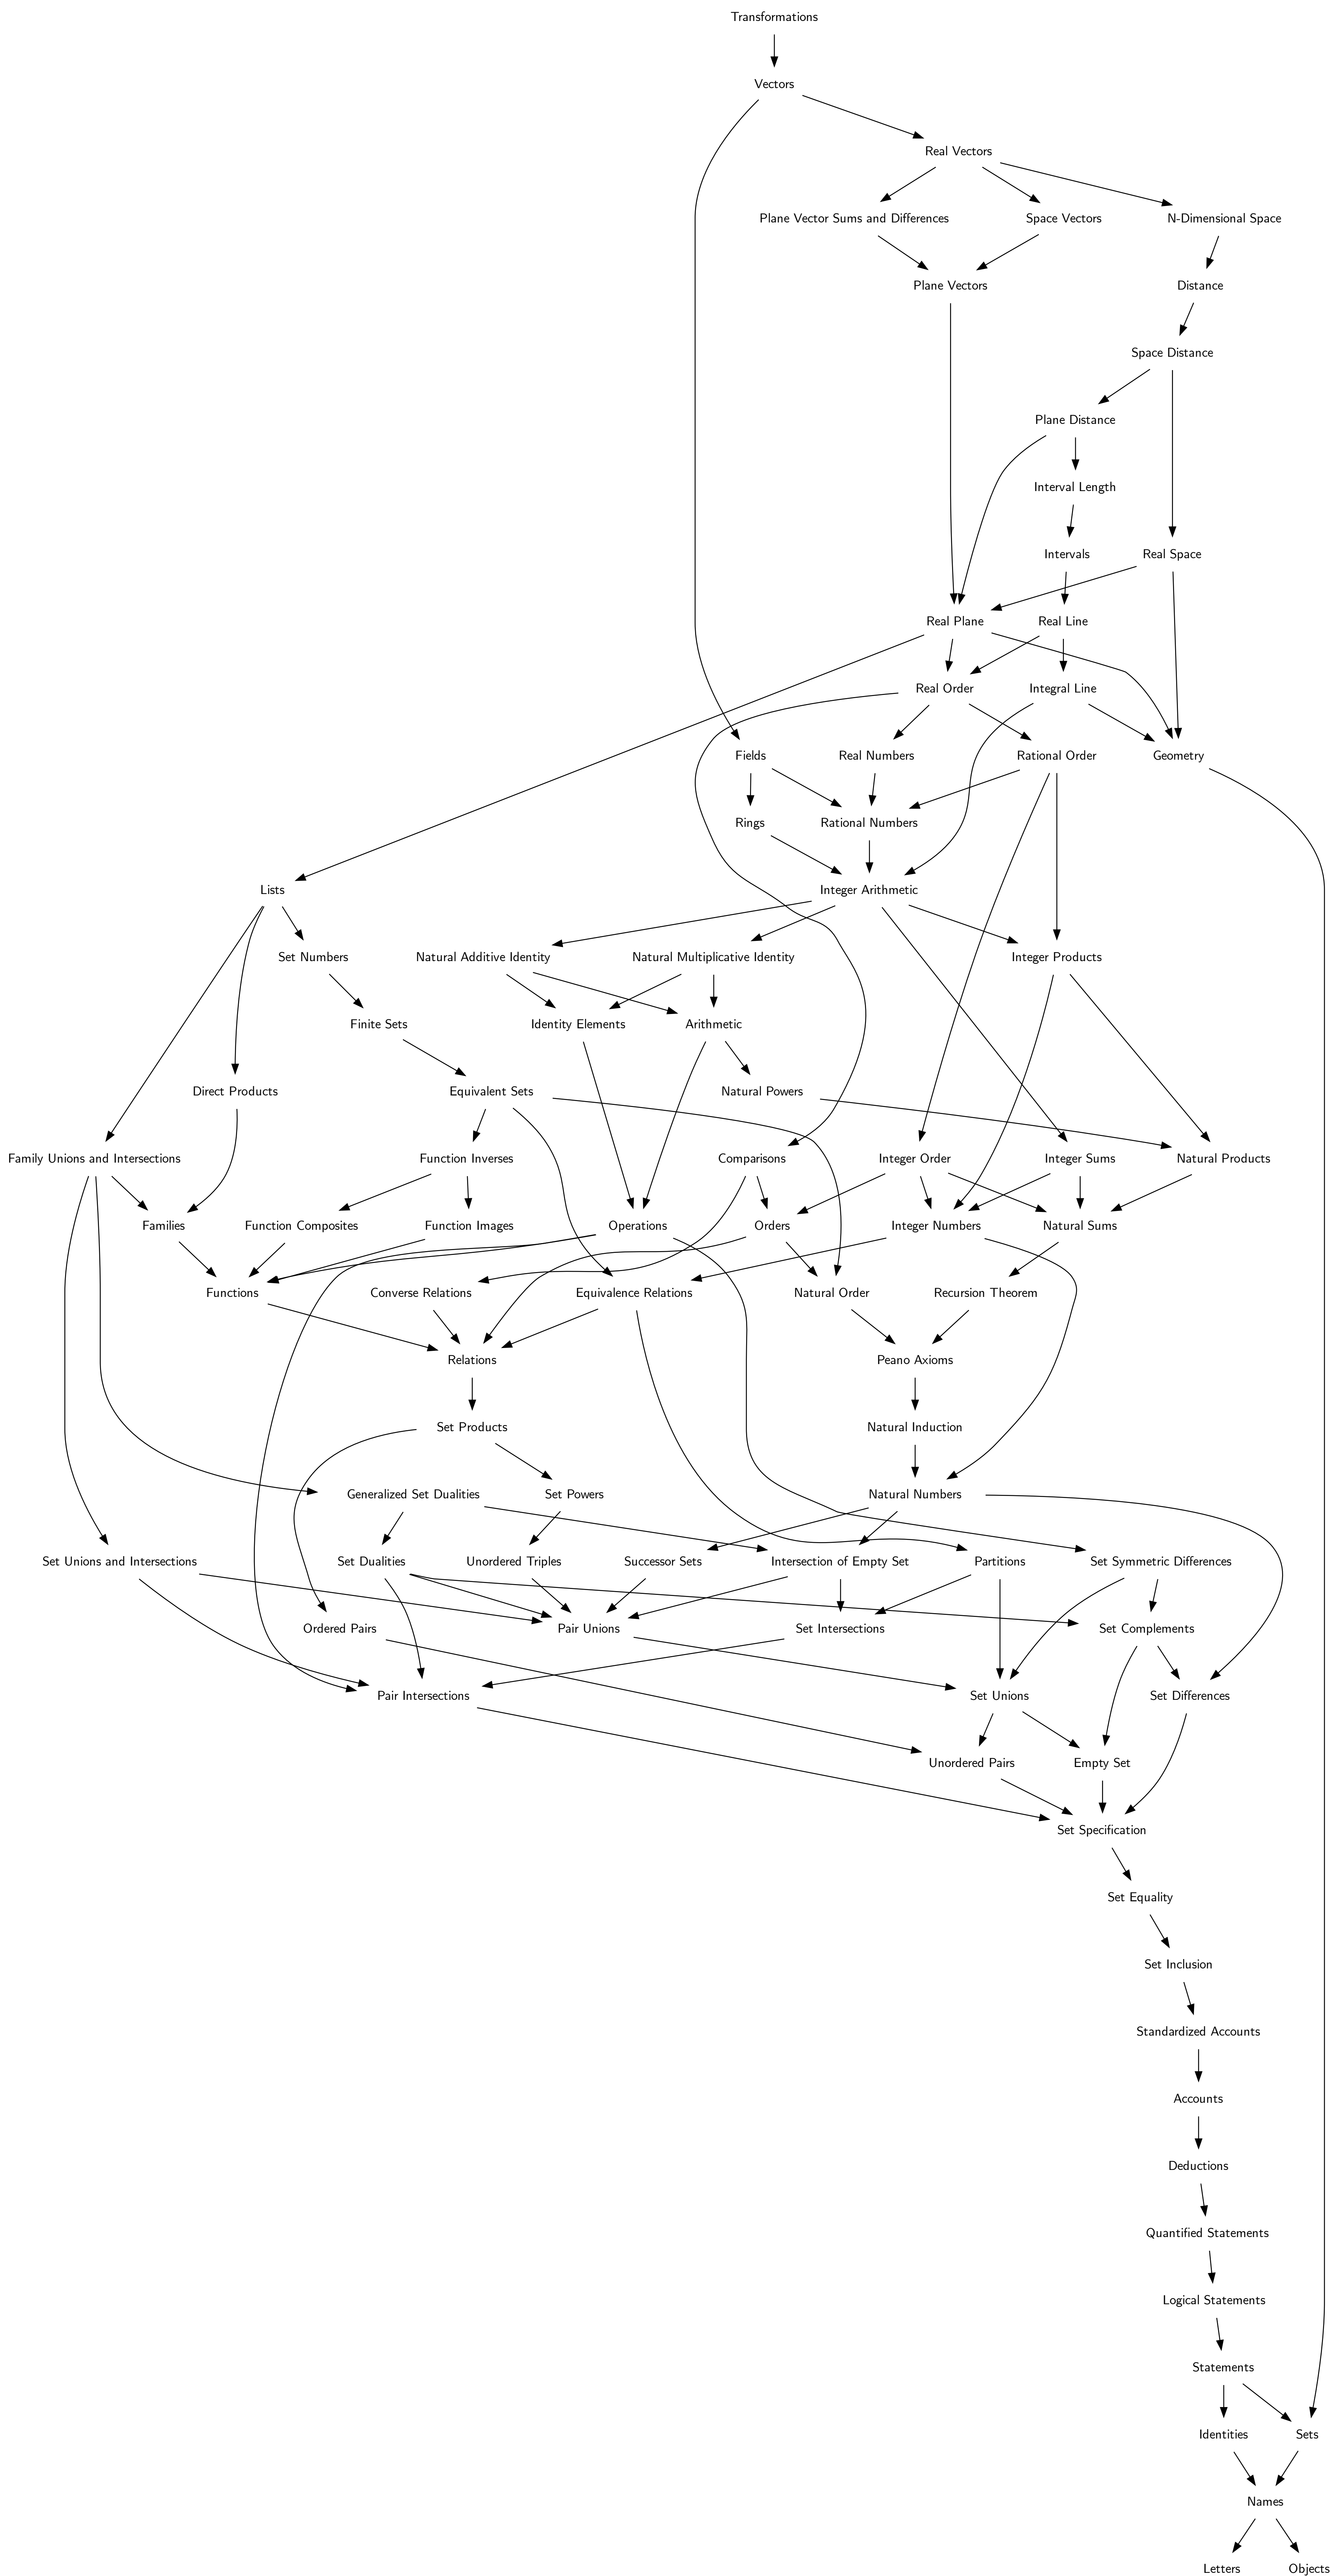 Transformations
Vectors
Real Vectors
Plane Vector Sums and Differences
Space Vectors
N-Dimensional Space
Plane Vectors
Distance
Space Distance
Plane Distance
Interval Length
Intervals
Real Space
Real Plane
Real Line
Real Order
Integral Line
Fields
Real Numbers
Rational Order
Geometry
Rings
Rational Numbers
Lists
Integer Arithmetic
Set Numbers
Natural Additive Identity
Natural Multiplicative Identity
Integer Products
Finite Sets
Identity Elements
Arithmetic
Direct Products
Equivalent Sets
Natural Powers
Family Unions and Intersections
Function Inverses
Comparisons
Integer Order
Integer Sums
Natural Products
Families
Function Composites
Function Images
Operations
Orders
Integer Numbers
Natural Sums
Functions
Converse Relations
Equivalence Relations
Natural Order
Recursion Theorem
Relations
Peano Axioms
Set Products
Natural Induction
Generalized Set Dualities
Set Powers
Natural Numbers
Set Unions and Intersections
Set Dualities
Unordered Triples
Successor Sets
Intersection of Empty Set
Partitions
Set Symmetric Differences
Ordered Pairs
Pair Unions
Set Intersections
Set Complements
Pair Intersections
Set Unions
Set Differences
Unordered Pairs
Empty Set
Set Specification
Set Equality
Set Inclusion
Standardized Accounts
Accounts
Deductions
Quantified Statements
Logical Statements
Statements
Identities
Sets
Names
Letters
Objects